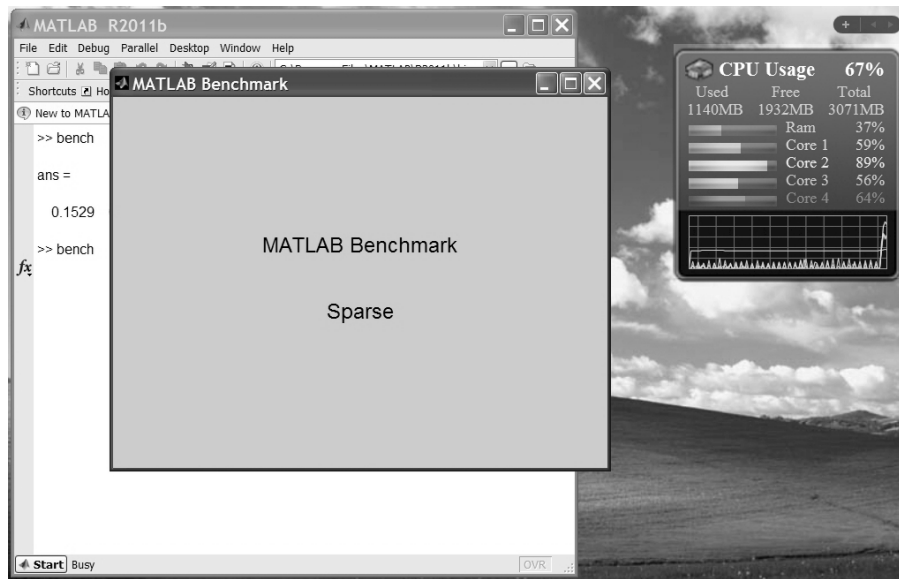 MATLAB R2011b
File Edit Debug Parallel Desktop Window Help
Shortcuts
New to MATLA
>> bench
ans =
0.1529
>> bench
fx
Start Busy
OVR
MATLAB Benchmark
MATLAB Benchmark
Sparse
CPU Usage 67%
Used Free Total
1140MB 1932MB 3071MB
Ram 37%
Core 1 59%
Core 2 89%
Core 3 56%
Core 4 64%